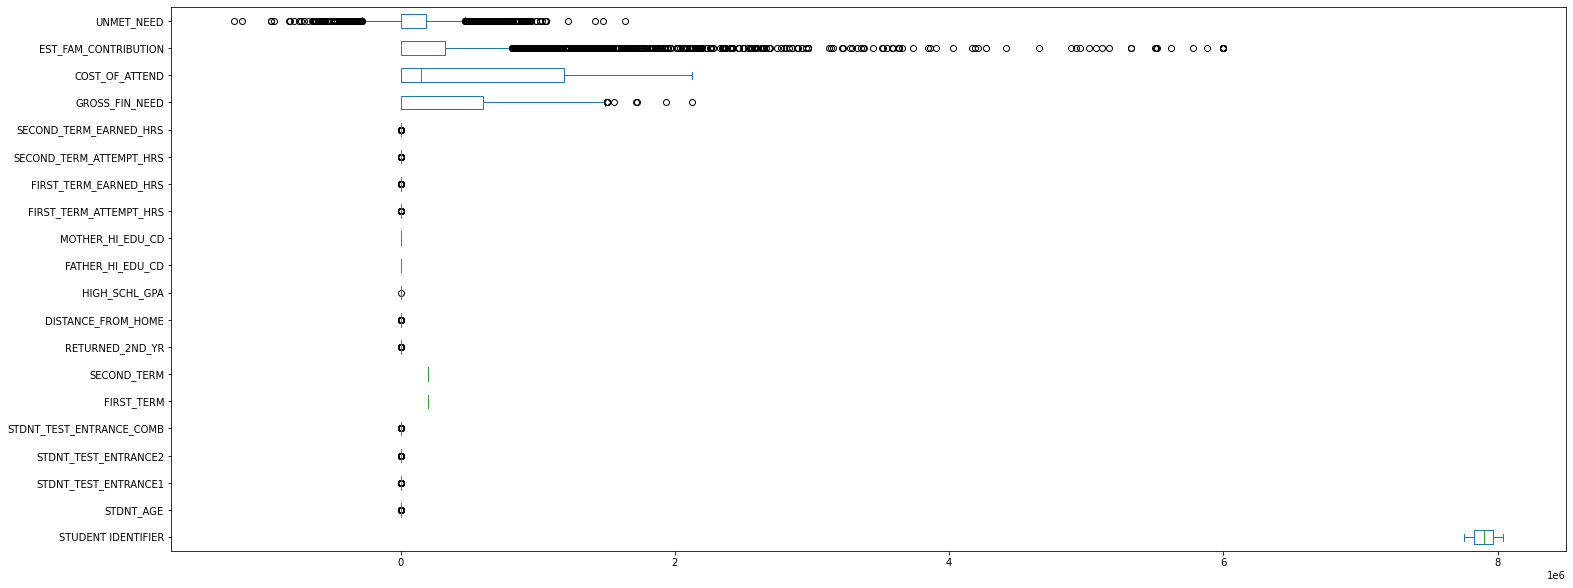 UNMET_NEED
EST_FAM_CONTRIBUTION
COST_OF_ATTEND
GROSS_FIN_NEED
SECOND_TERM_EARNED_HRS
SECOND_TERM_ATTEMPT_HRS
FIRST_TERM_EARNED_HRS
FIRST_TERM_ATTEMPT_HRS
MOTHER_HI_EDU_CD
FATHER_HI_EDU_CD
HIGH_SCHL_GPA
DISTANCE_FROM_HOME
RETURNED_2ND_YR
SECOND_TERM
FIRST_TERM
STDNT_TEST_ENTRANCE_COMB
STDNT_TEST_ENTRANCE2
STDNT_TEST_ENTRANCE1
STDNT_AGE
STUDENT IDENTIFIER
0 2 4 6 8
1e6